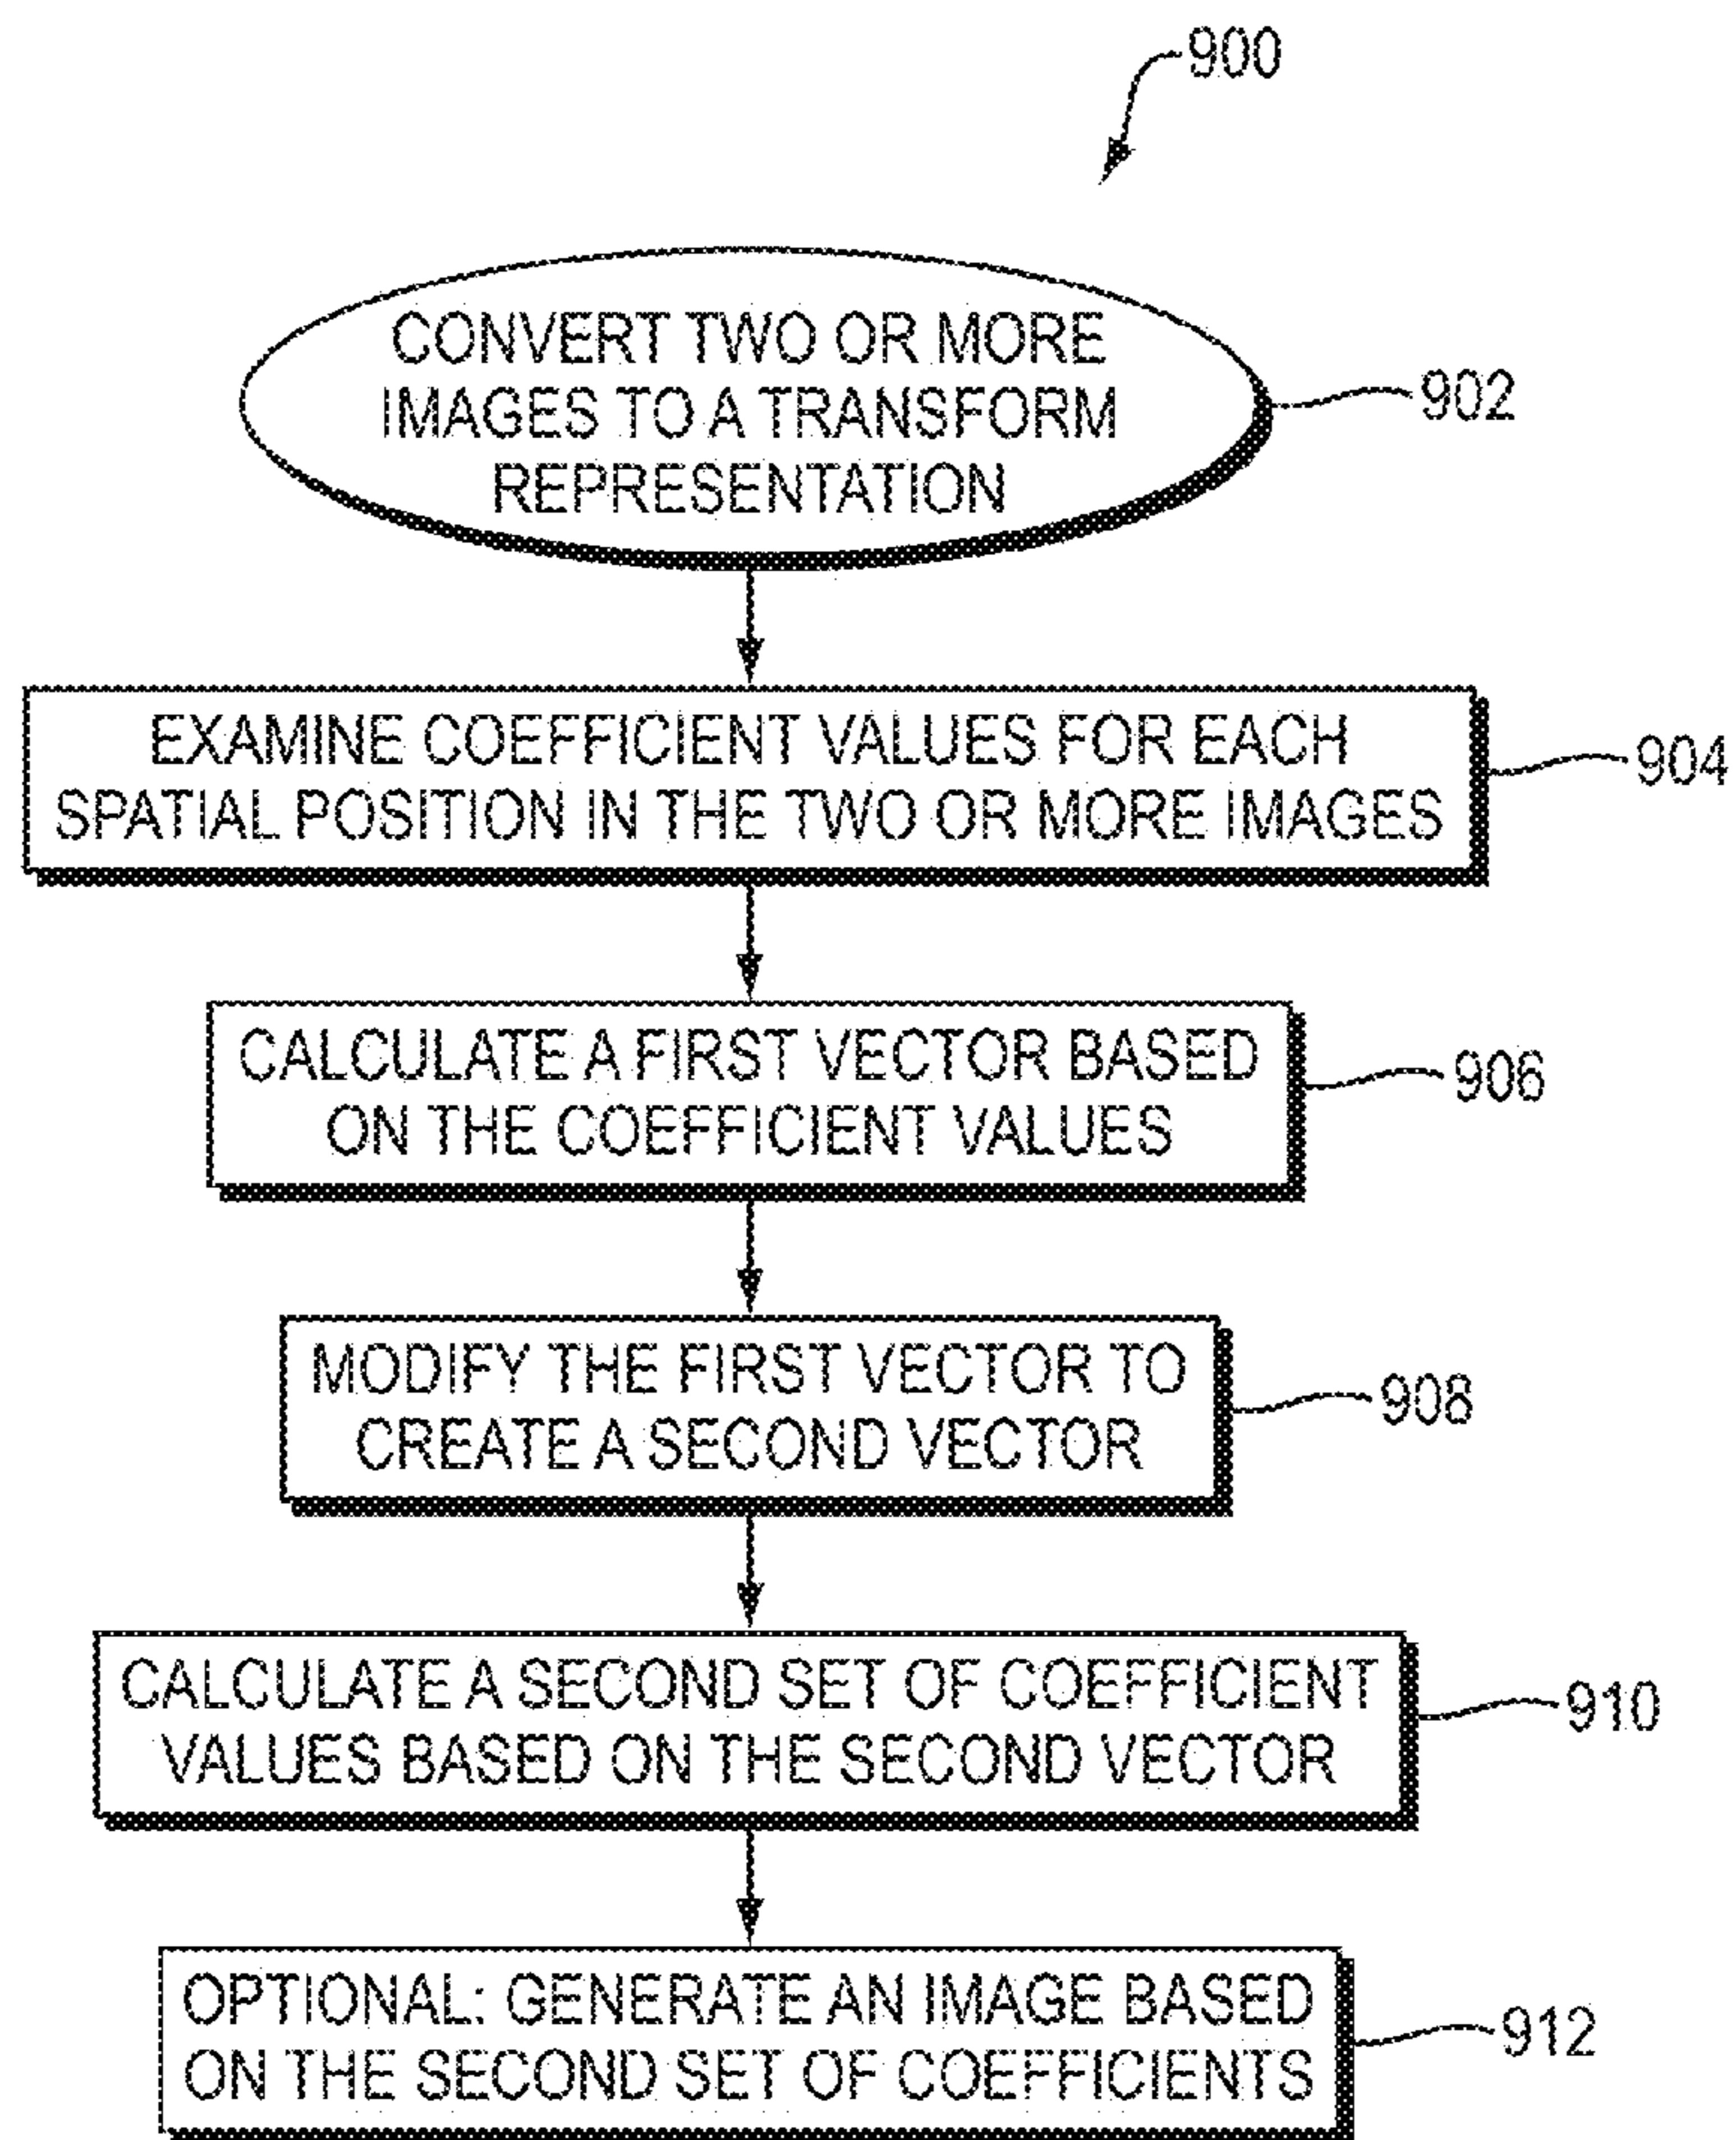 900
CONVERT TWO OR MORE
IMAGES TO A TRANSFORM
REPRESENTATION
902
EXAMINE COEFFICIENT VALUES FOR EACH
SPATIAL POSITION IN THE TWO OR MORE IMAGES
904
CALCULATE A FIRST VECTOR BASED
ON THE COEFFICIENT VALUES
906
MODIFY THE FIRST VECTOR TO
CREATE A SECOND VECTOR
908
CALCULATE A SECOND SET OF COEFFICIENT
VALUES BASED ON THE SECOND VECTOR
910
OPTIONAL: GENERATE AN IMAGE BASED
ON THE SECOND SET OF COEFFICIENTS
912